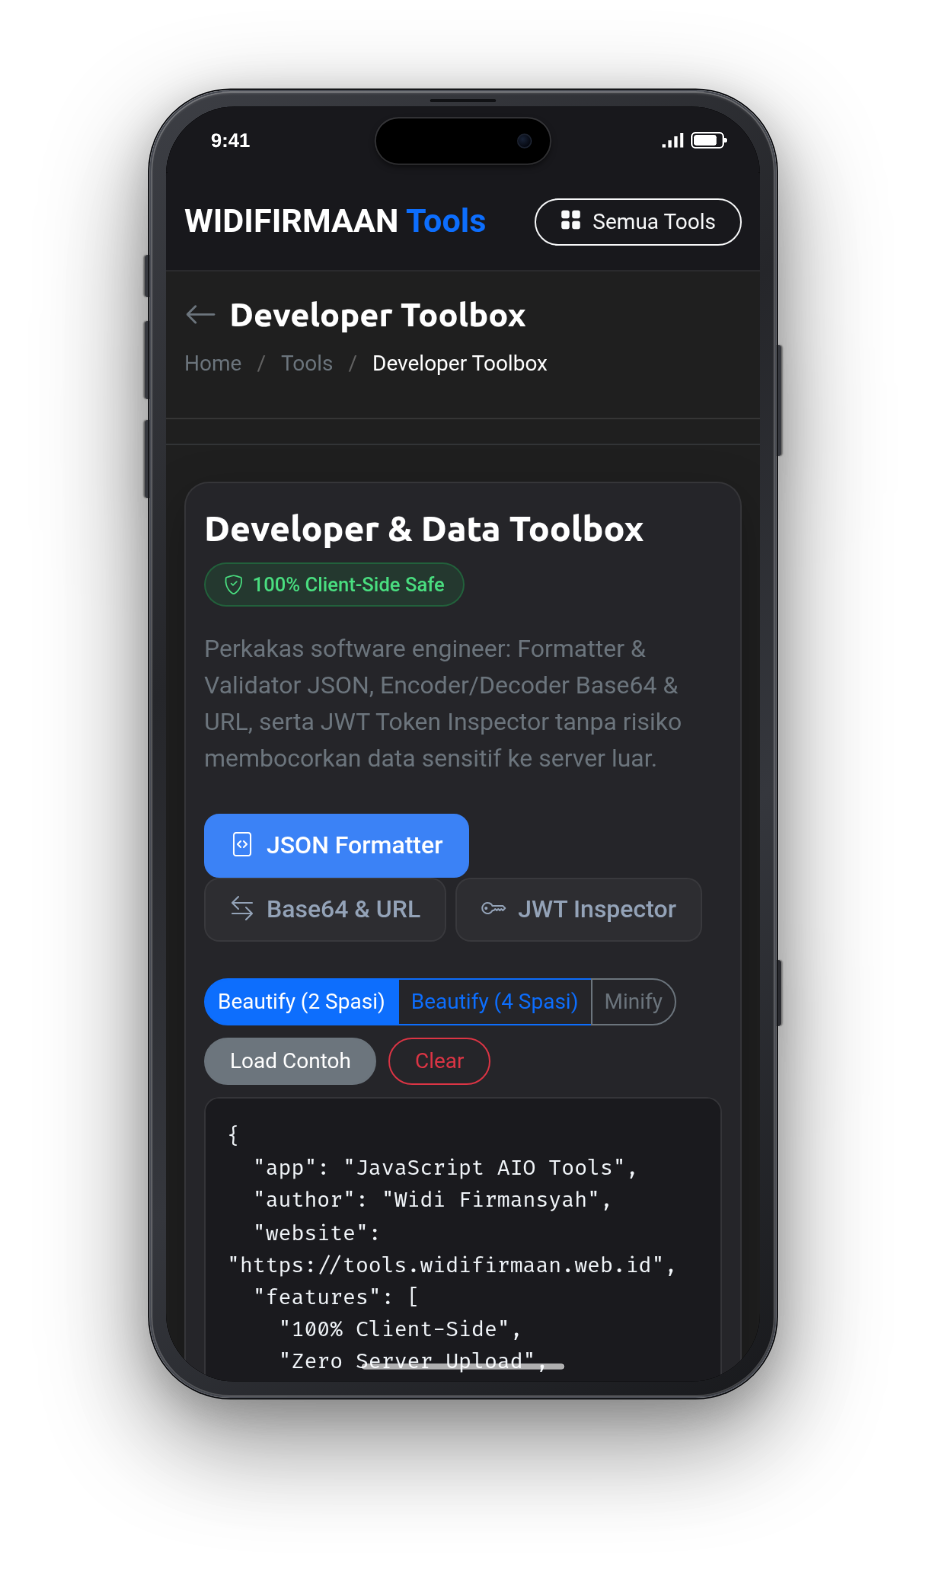 9:41
WIDIFIRMAAN Tools
Semua Tools
Developer Toolbox
Home / Tools / Developer Toolbox
Developer & Data Toolbox
100% Client-Side Safe
Perkakas software engineer: Formatter &
Validator JSON, Encoder/Decoder Base64 &
URL, serta JWT Token Inspector tanpa risiko
membocorkan data sensitif ke server luar.
JSON Formatter
Base64 & URL
JWT Inspector
Beautify (2 Spasi)
Beautify (4 Spasi)
Minify
Load Contoh
Clear
{
"app": "JavaScript AIO Tools",
"author": "Widi Firmansyah",
"website":
"https://tools.widifirmaan.web.id",
"features": [
"100% Client-Side",
"Zero Server Upload",